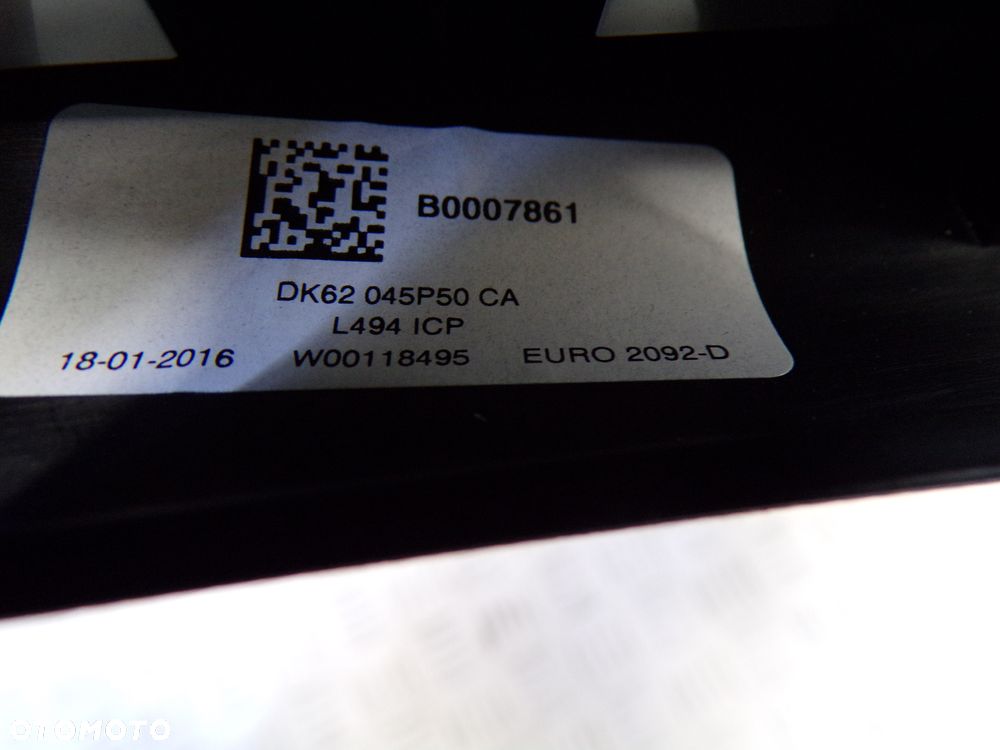 B0007861
DK62 045P50 CA
L494 ICP
18-01-2016 W00118495 EURO 2092-D
OTOMOTO